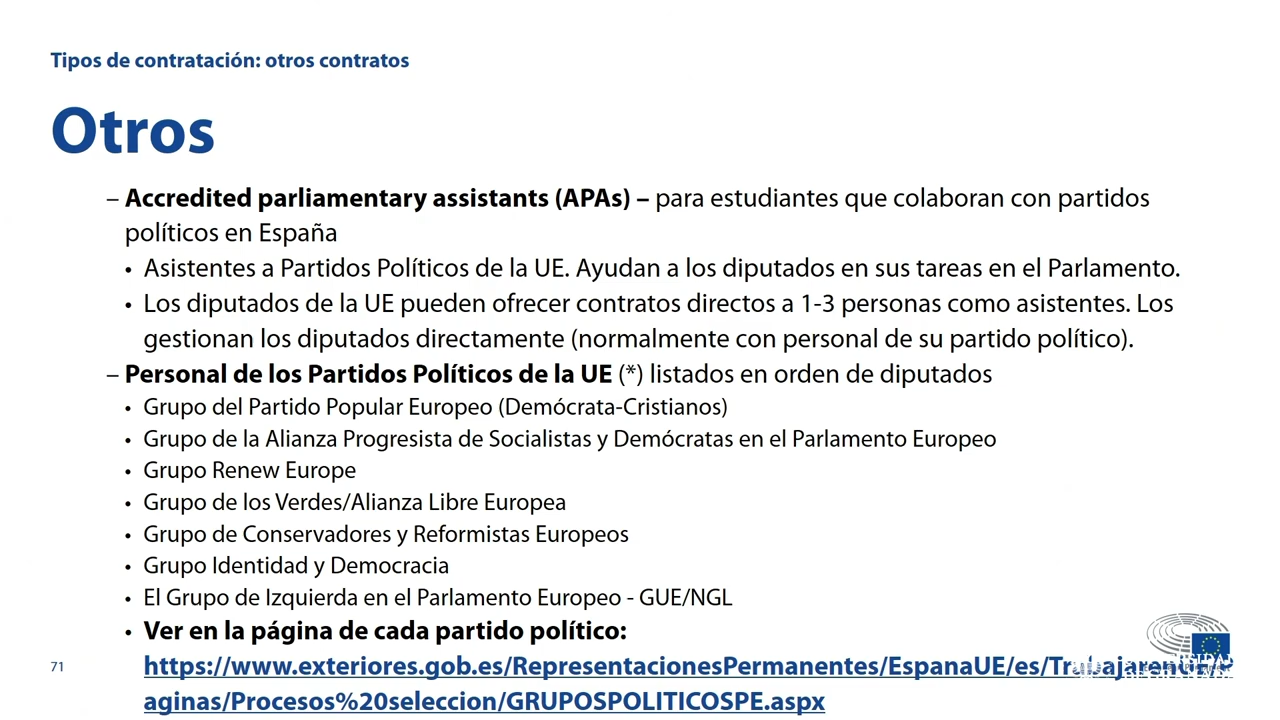 Tipos de contratación: otros contratos
Otros
– Accredited parliamentary assistants (APAs) – para estudiantes que colaboran con partidos
políticos en España
• Asistentes a Partidos Políticos de la UE. Ayudan a los diputados en sus tareas en el Parlamento.
• Los diputados de la UE pueden ofrecer contratos directos a 1-3 personas como asistentes. Los
gestionan los diputados directamente (normalmente con personal de su partido político).
– Personal de los Partidos Políticos de la UE (*) listados en orden de diputados
• Grupo del Partido Popular Europeo (Demócrata-Cristianos)
• Grupo de la Alianza Progresista de Socialistas y Demócratas en el Parlamento Europeo
• Grupo Renew Europe
• Grupo de los Verdes/Alianza Libre Europea
• Grupo de Conservadores y Reformistas Europeos
• Grupo Identidad y Democracia
• El Grupo de Izquierda en el Parlamento Europeo - GUE/NGL
• Ver en la página de cada partido político:
https://www.exteriores.gob.es/RepresentacionesPermanentes/EspanaUE/es/
aginas/Procesos%20seleccion/GRUPOSPOLITICOSPE.aspx
71